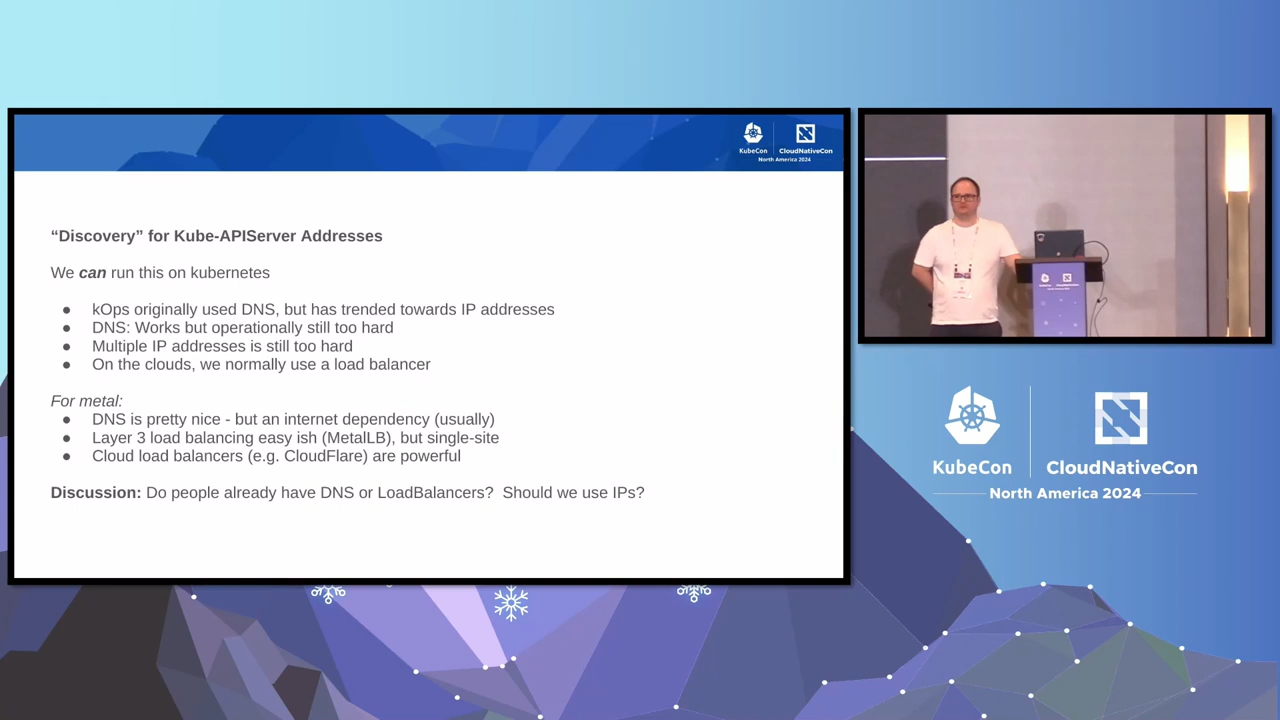 KubeCon
CloudNativeCon
North America 2024
“Discovery” for Kube-APIServer Addresses
We can run this on kubernetes
● kOps originally used DNS, but has trended towards IP addresses
● DNS: Works but operationally still too hard
● Multiple IP addresses is still too hard
● On the clouds, we normally use a load balancer
For metal:
● DNS is pretty nice - but an internet dependency (usually)
● Layer 3 load balancing easy ish (MetalLB), but single-site
● Cloud load balancers (e.g. CloudFlare) are powerful
Discussion: Do people already have DNS or LoadBalancers?  Should we use IPs?
KubeCon
CloudNativeCon
North America 2024